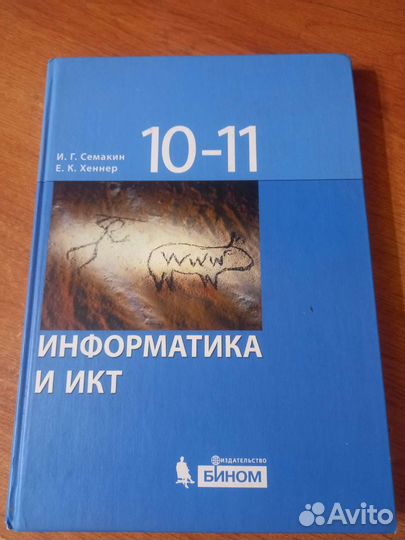 И. Г. Семакин
Е. К. Хеннер
10-11
WWW
ИНФОРМАТИКА
И ИКТ
ИЗДАТЕЛЬСТВО
БИНОМ
Avito